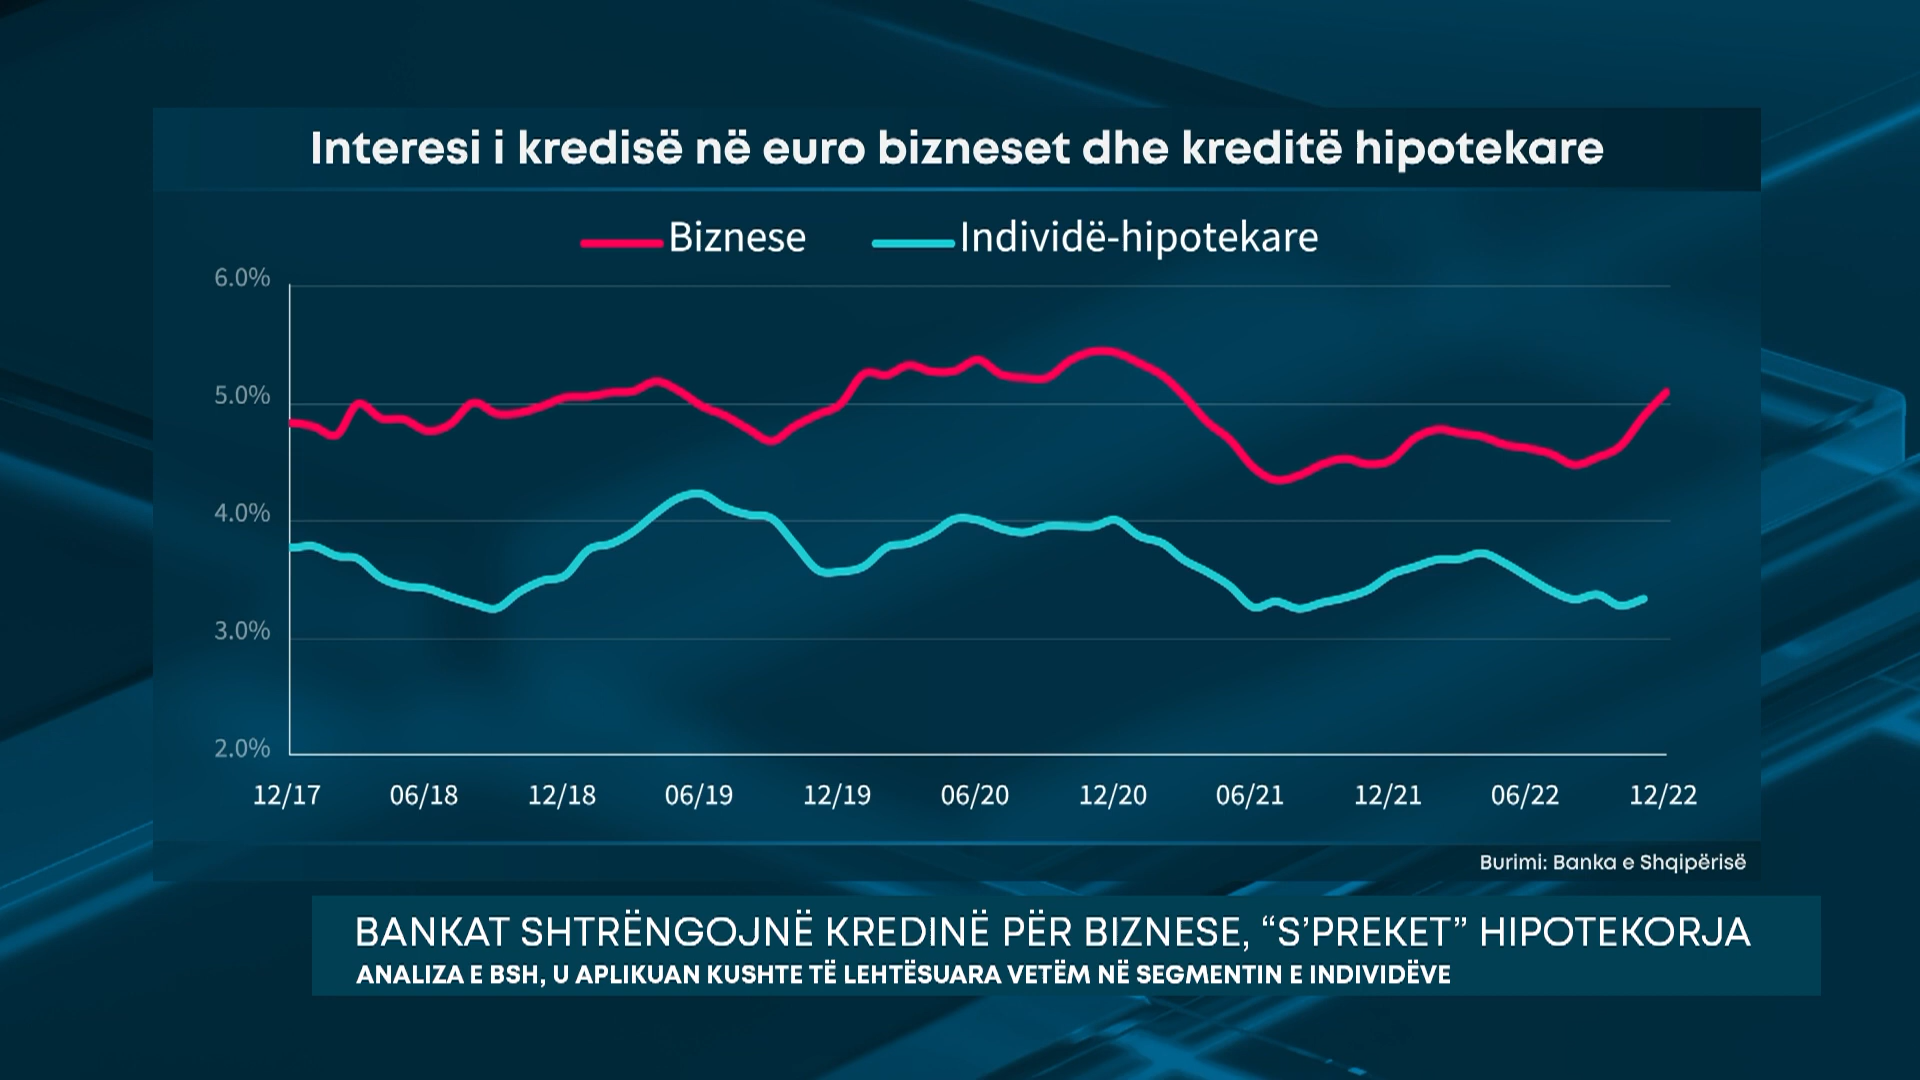 Interesi i kredisë në euro bizneset dhe kreditë hipotekare
Biznese Individë-hipotekare
6.0%
5.0%
4.0%
3.0%
2.0%
12/17 06/18 12/18 06/19 12/19 06/20 12/20 06/21 12/21 06/22 12/22
Burimi: Banka e Shqipërisë
BANKAT SHTRËNGOJNË KREDINË PËR BIZNESE, “S’PREKET” HIPOTEKORJA
ANALIZA E BSH, U APLIKUAN KUSHTE TË LEHTËSUARA VETËM NË SEGMENTIN E INDIVIDËVE